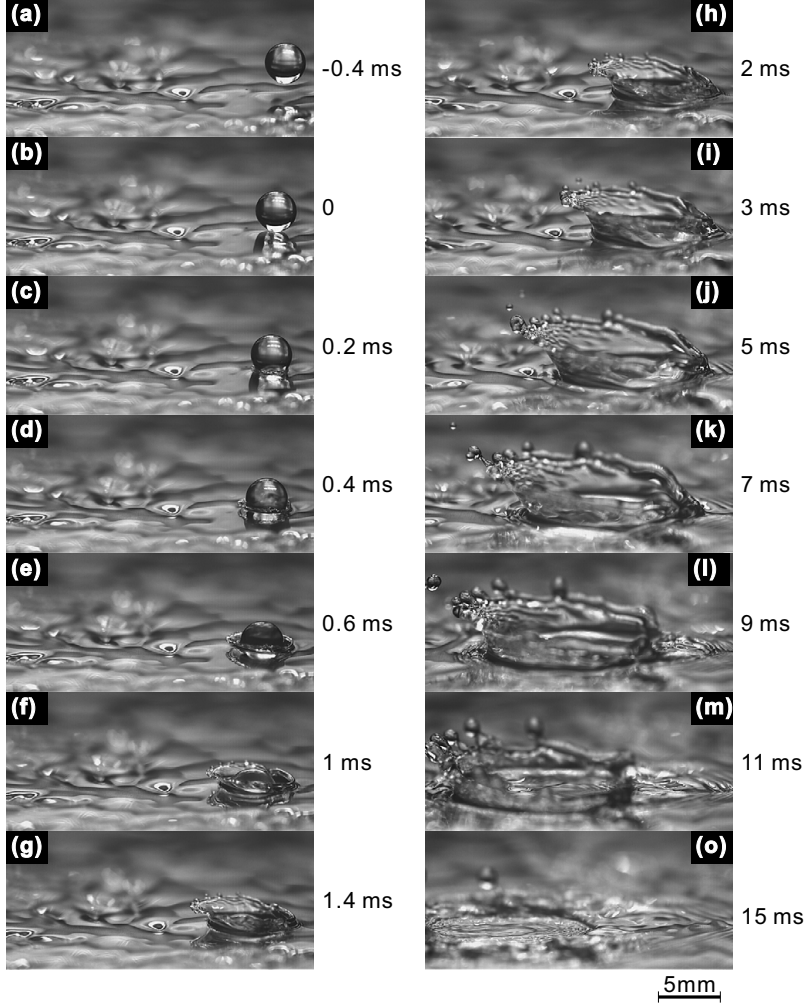 (a)
-0.4 ms
(b)
0
(c)
0.2 ms
(d)
0.4 ms
(e)
0.6 ms
(f)
1 ms
(g)
1.4 ms
(h)
2 ms
(i)
3 ms
(j)
5 ms
(k)
7 ms
(l)
9 ms
(m)
11 ms
(o)
15 ms
5mm